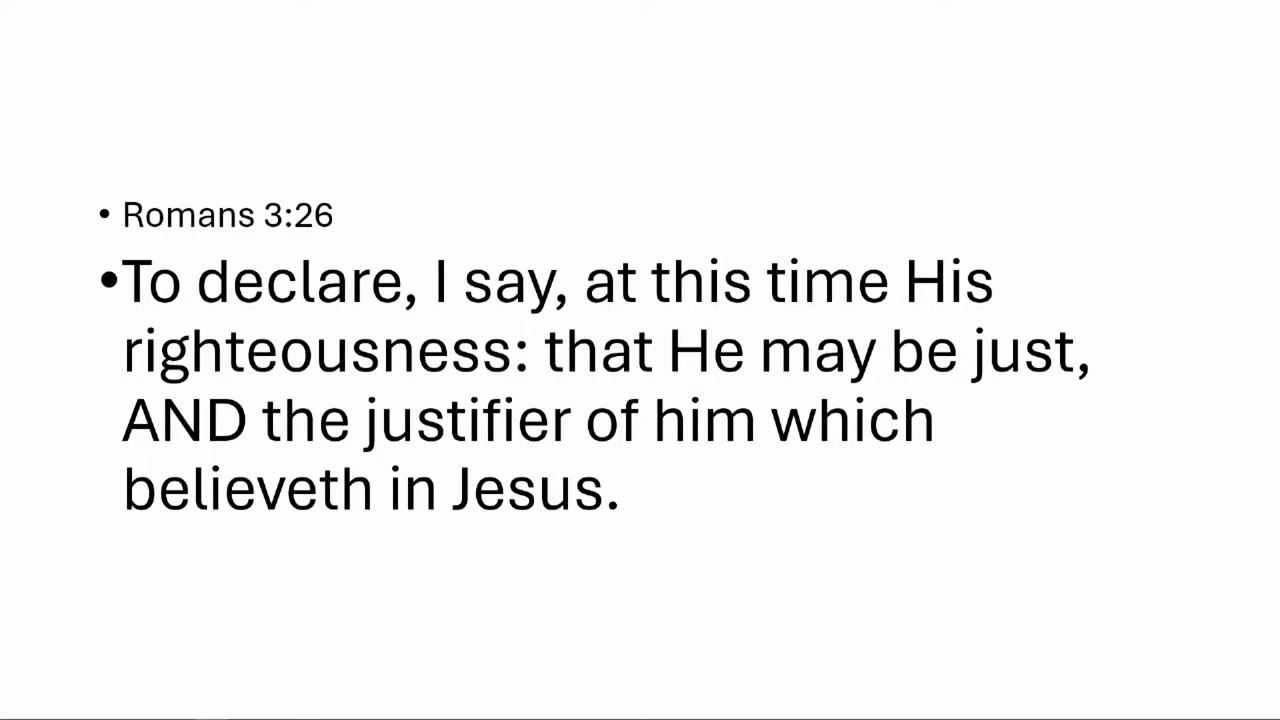 • Romans 3:26
• To declare, I say, at this time His
righteousness: that He may be just,
AND the justifier of him which
believeth in Jesus.